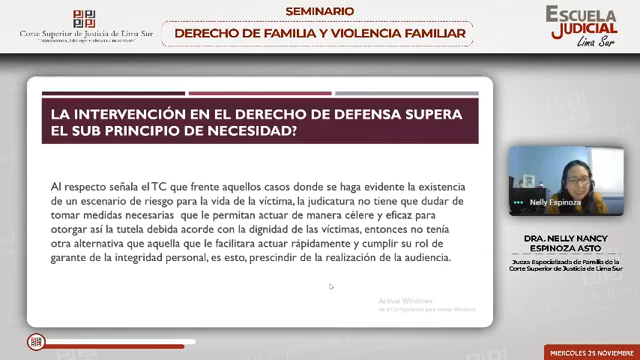 SEMINARIO
DERECHO DE FAMILIA Y VIOLENCIA FAMILIAR
Corte Superior de Justicia de Lima Sur
ESCUELA
JUDICIAL
Lima Sur
LA INTERVENCIÓN EN EL DERECHO DE DEFENSA SUPERA
EL SUB PRINCIPIO DE NECESIDAD?
Al respecto señala el TC que frente aquellos casos donde se haga evidente la existencia
de un escenario de riesgo para la vida de la víctima, la judicatura no tiene que dudar de
tomar medidas necesarias que le permitan actuar de manera célere y eficaz para
otorgar así la tutela debida acorde con la dignidad de las víctimas, entonces no tenía
otra alternativa que aquella que le facilitara actuar rápidamente y cumplir su rol de
garante de la integridad personal, es esto, prescindir de la realización de la audiencia.
Activar Windows
Ve a Configuración para activar Windows
Nelly Espinoza
DRA. NELLY NANCY
ESPINOZA ASTO
Jueza Especializada de Familia de la
Corte Superior de Justicia de Lima Sur
MIERCOLES 25 NOVIEMBRE